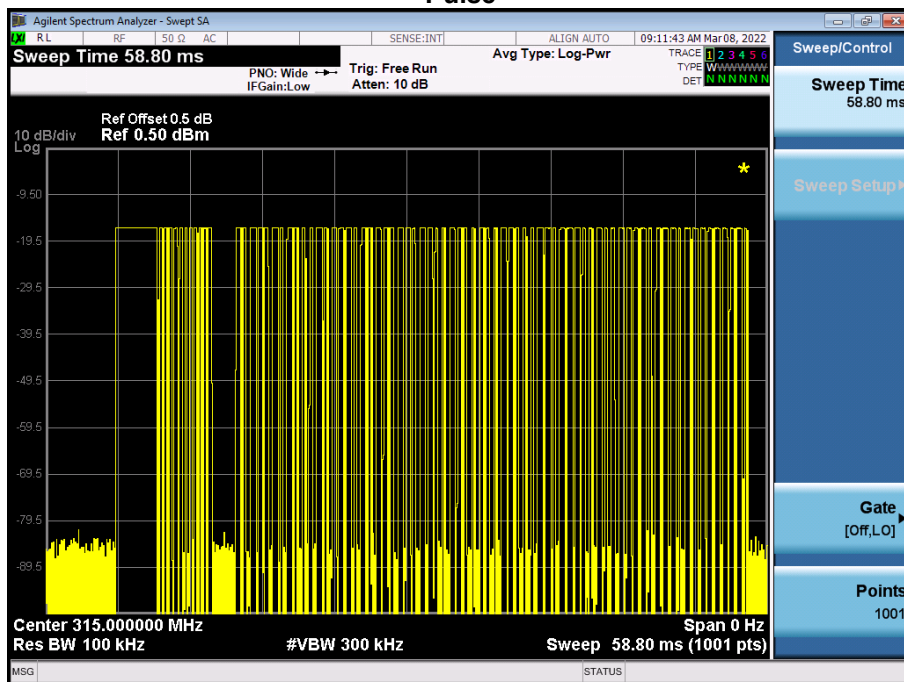 Pulse
Agilent Spectrum Analyzer - Swept SA
LXI RL RF 50 Ω AC SENSE:INT ALIGN AUTO 09:11:43 AM Mar 08, 2022
Sweep Time 58.80 ms
PNO: Wide
IFGain:Low
Trig: Free Run
Atten: 10 dB
Avg Type: Log-Pwr
TRACE 1 2 3 4 5 6
TYPE WWWWWW
DET N N N N N N
Ref Offset 0.5 dB
10 dB/div Ref 0.50 dBm
Log
-9.50
-19.5
-29.5
-39.5
-49.5
-59.5
-69.5
-79.5
-89.5
*
Center 315.000000 MHz Span 0 Hz
Res BW 100 kHz #VBW 300 kHz Sweep 58.80 ms (1001 pts)
MSG STATUS
Sweep/Control
Sweep Time
58.80 ms
Sweep Setup
Gate
[Off,LO]
Points
1001